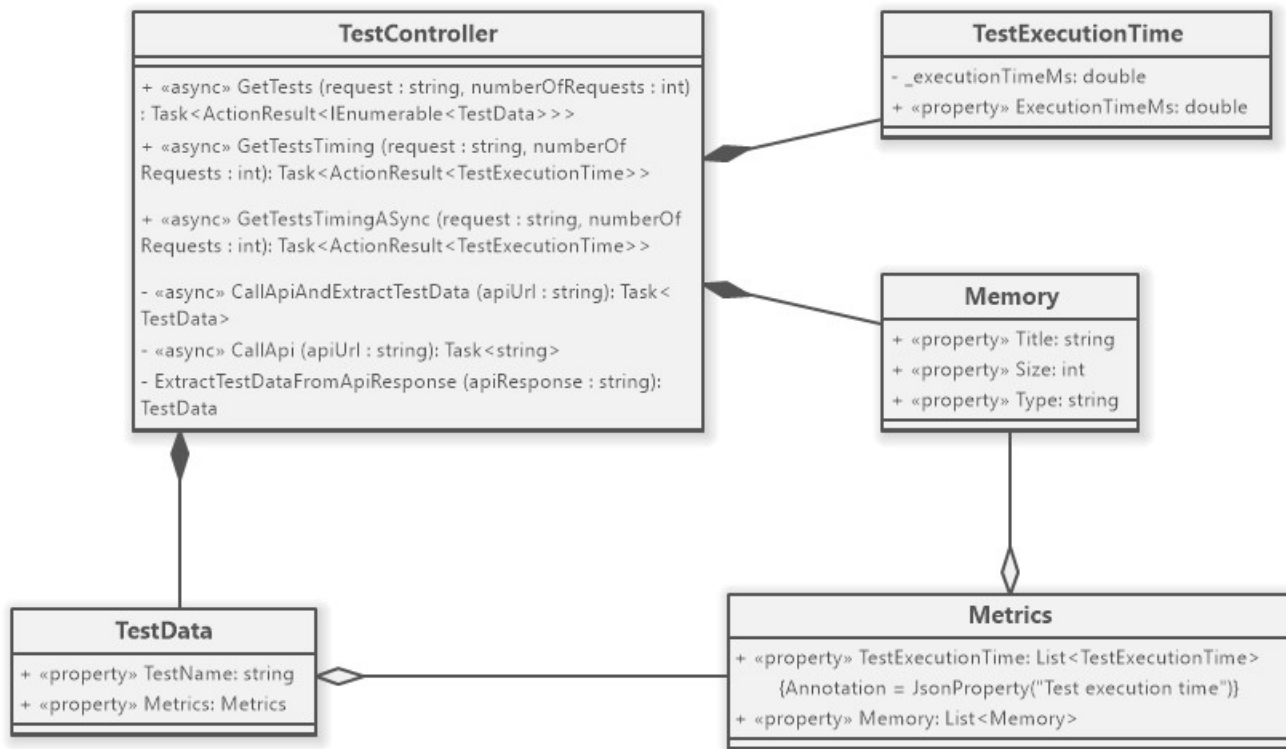 TestController
+ «async» GetTests (request : string, numberOfRequests : int)
: Task<ActionResult<IEnumerable<TestData>>>
+ «async» GetTestsTiming (request : string, numberOf
Requests : int): Task<ActionResult<TestExecutionTime>>
+ «async» GetTestsTimingASync (request : string, numberOf
Requests : int): Task<ActionResult<TestExecutionTime>>
- «async» CallApiAndExtractTestData (apiUrl : string): Task<
TestData>
- «async» CallApi (apiUrl : string): Task<string>
- ExtractTestDataFromApiResponse (apiResponse : string):
TestData
TestExecutionTime
- _executionTimeMs: double
+ «property» ExecutionTimeMs: double
Memory
+ «property» Title: string
+ «property» Size: int
+ «property» Type: string
TestData
+ «property» TestName: string
+ «property» Metrics: Metrics
Metrics
+ «property» TestExecutionTime: List<TestExecutionTime>
{Annotation = JsonProperty("Test execution time")}
+ «property» Memory: List<Memory>